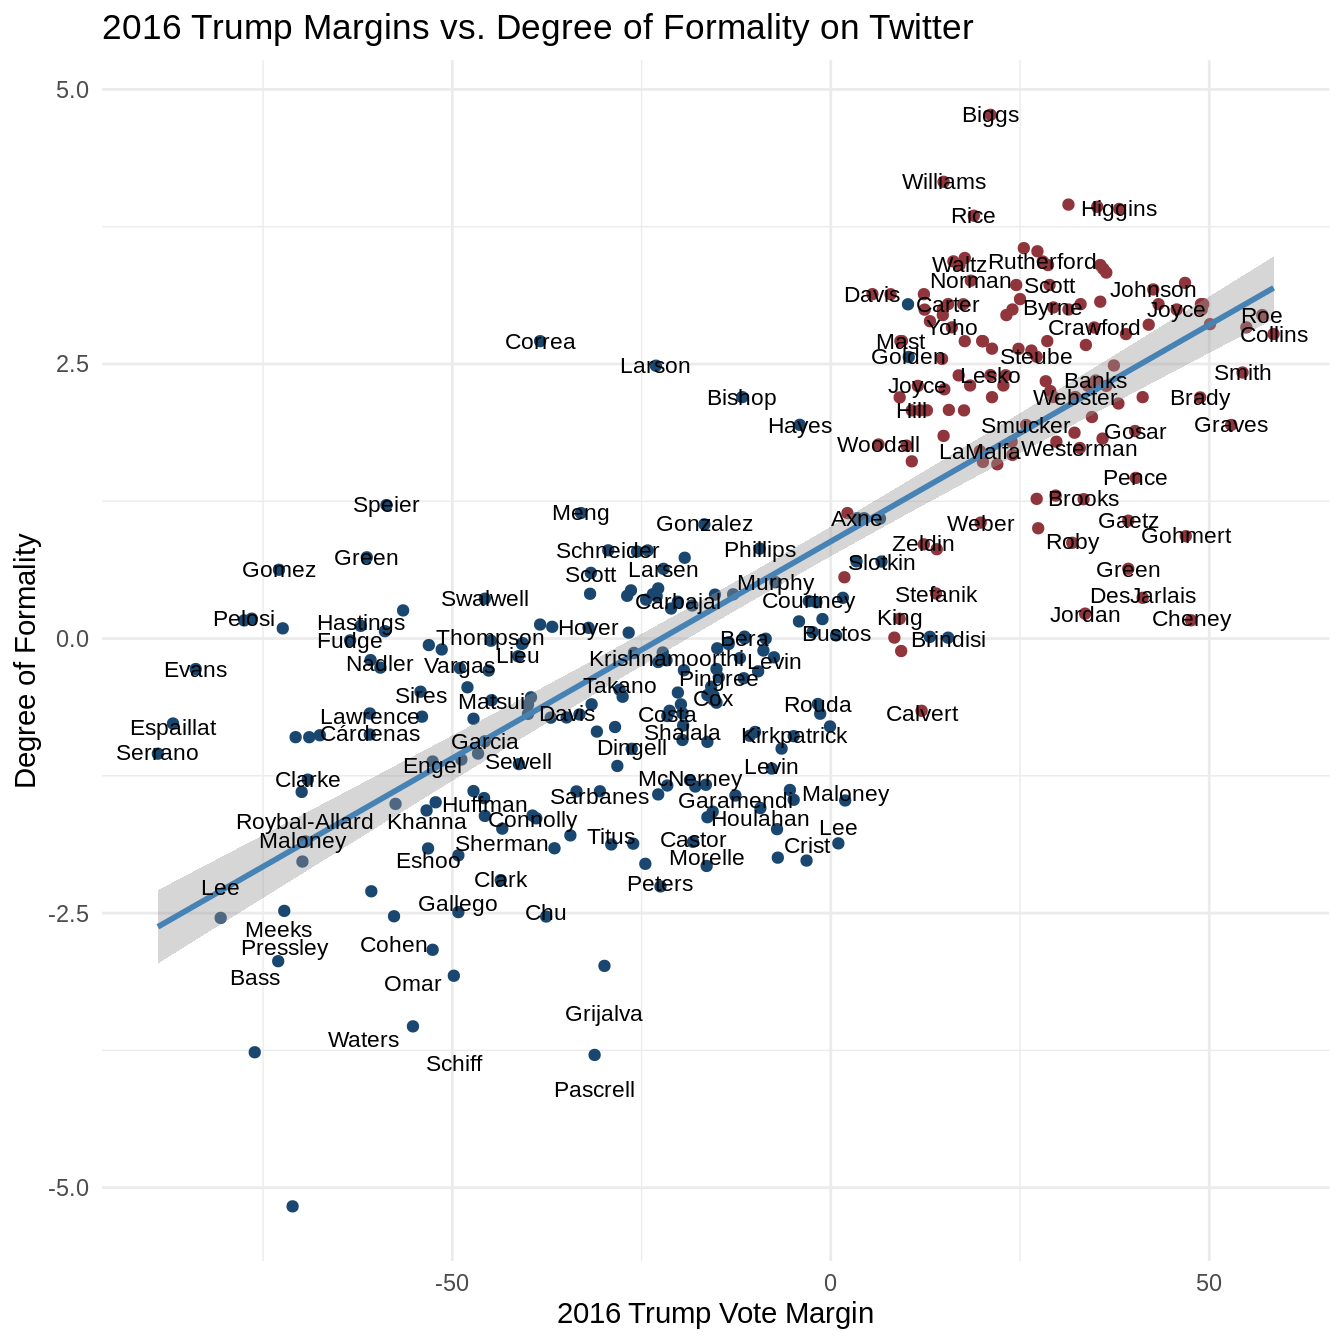 2016 Trump Margins vs. Degree of Formality on Twitter
5.0
Biggs
Williams
Higgins
Rice
Rutherford
Waltz
Norman
Scott
Johnson
Davis
Carter
Byrne
Joyce
Roe
Yoho
Crawford
Collins
Correa
Mast
Golden
Steube
2.5
Larson
Smith
Lesko
Banks
Joyce
Bishop
Webster
Brady
Hill
Hayes
Smucker
Graves
Gosar
Woodall
LaMalfa
Westerman
Pence
Speier
Brooks
Meng
Axne
Gonzalez
Weber
Gaetz
Gohmert
Roby
Zeldin
Schneider
Phillips
Green
Slotkin
Gomez
Scott
Larsen
Green
Murphy
Swalwell
Carbajal
Courtney
Stefanik
DesJarlais
Jordan
Pelosi
King
Cheney
Hastings
Hoyer
Bustos
0.0
Fudge
Thompson
Bera
Brindisi
Lieu
Krishnamoorthi
Levin
Nadler
Vargas
Evans
Pingree
Takano
Sires
Matsui
Cox
Rouda
Lawrence
Davis
Costa
Calvert
Espaillat
Cárdenas
Shalala
Kirkpatrick
Garcia
Dingell
Serrano
Engel
Sewell
Levin
Clarke
McNerney
Sarbanes
Garamendi
Maloney
Huffman
Roybal-Allard
Khanna
Connolly
Houlahan
Lee
Maloney
Sherman
Titus
Castor
Crist
Eshoo
Morelle
Clark
Peters
Lee
Gallego
-2.5
Chu
Meeks
Pressley
Cohen
Bass
Omar
Grijalva
Waters
Schiff
Pascrell
-5.0
-50
0
50
2016 Trump Vote Margin
Degree of Formality